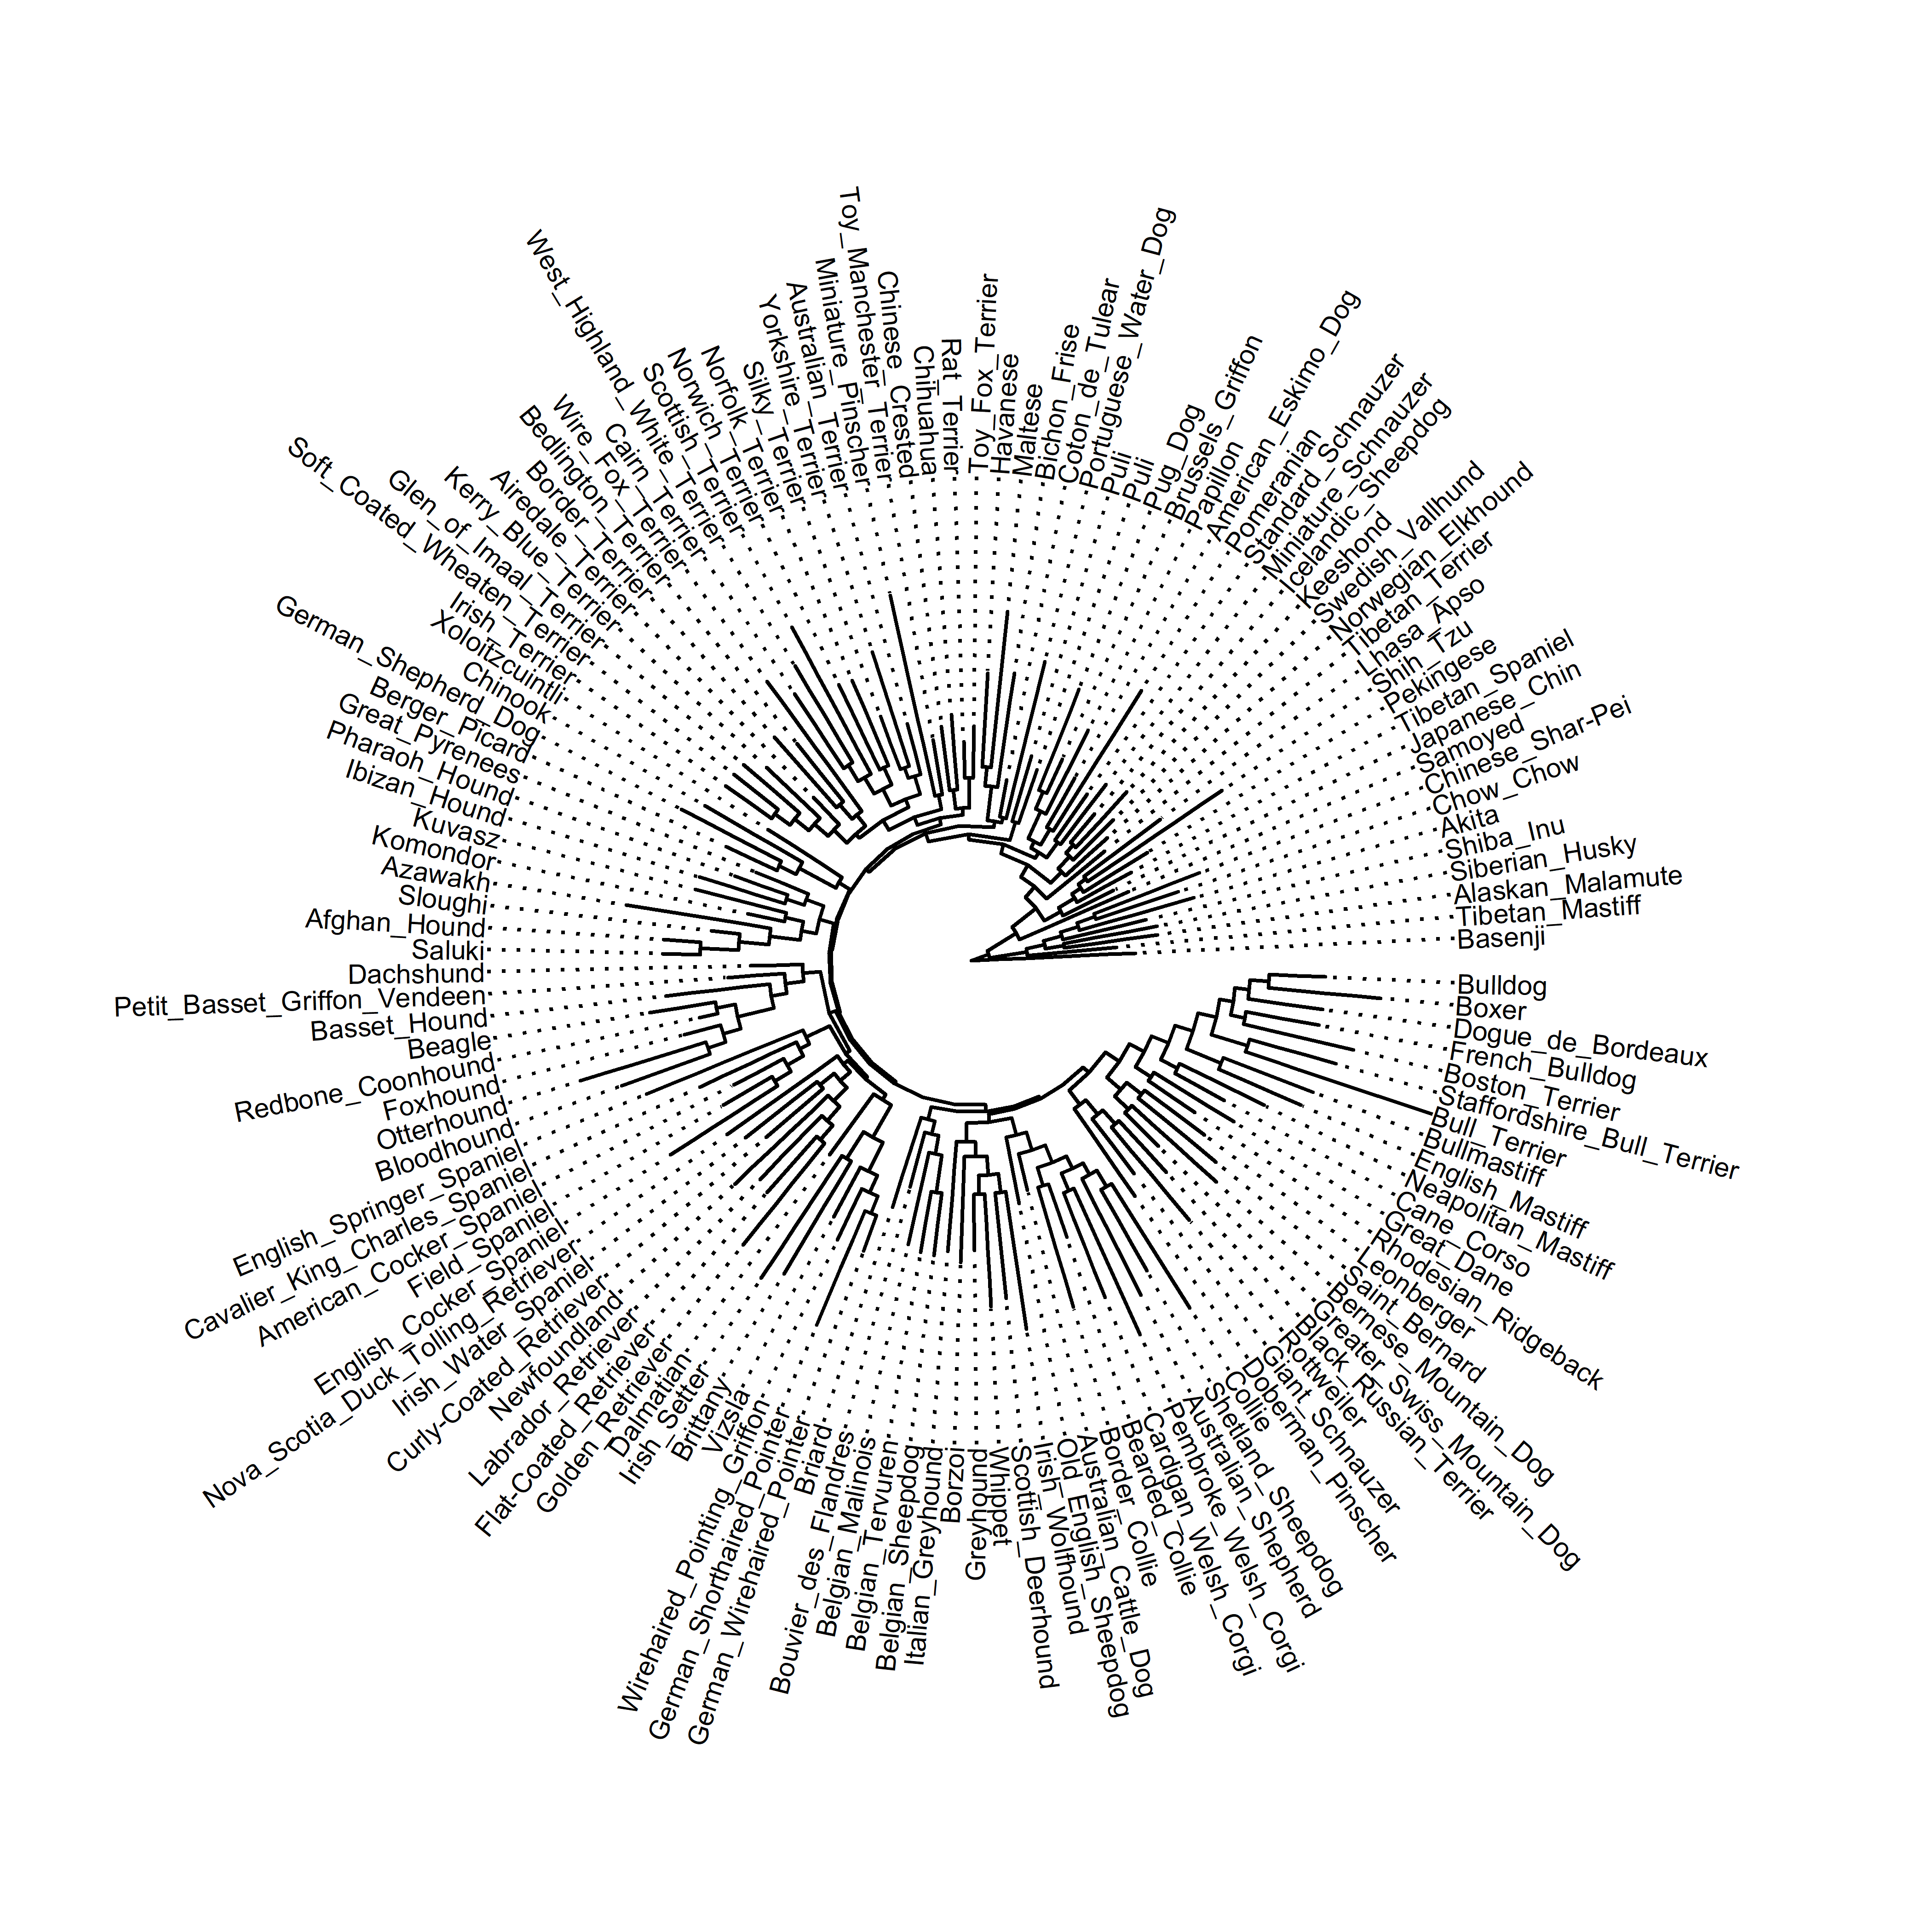 Basenji
Tibetan_Mastiff
Alaskan_Malamute
Siberian_Husky
Shiba_Inu
Akita
Chow_Chow
Chinese_Shar-Pei
Samoyed
Japanese_Chin
Tibetan_Spaniel
Pekingese
Shih_Tzu
Lhasa_Apso
Tibetan_Terrier
Norwegian_Elkhound
Swedish_Vallhund
Keeshond
Icelandic_Sheepdog
Miniature_Schnauzer
Standard_Schnauzer
Pomeranian
American_Eskimo_Dog
Papillon
Brussels_Griffon
Pug_Dog
Puli
Puli
Portuguese_Water_Dog
Coton_de_Tulear
Bichon_Frise
Maltese
Havanese
Toy_Fox_Terrier
Rat_Terrier
Chihuahua
Chinese_Crested
Toy_Manchester_Terrier
Miniature_Pinscher
Australian_Terrier
Yorkshire_Terrier
Silky_Terrier
Norfolk_Terrier
Norwich_Terrier
Scottish_Terrier
West_Highland_White_Terrier
Cairn_Terrier
Wire_Fox_Terrier
Bedlington_Terrier
Border_Terrier
Airedale_Terrier
Kerry_Blue_Terrier
Glen_of_Imaal_Terrier
Soft_Coated_Wheaten_Terrier
Irish_Terrier
Xoloitzcuintli
Chinook
German_Shepherd_Dog
Berger_Picard
Great_Pyrenees
Pharaoh_Hound
Ibizan_Hound
Kuvasz
Komondor
Azawakh
Sloughi
Afghan_Hound
Saluki
Dachshund
Petit_Basset_Griffon_Vendeen
Basset_Hound
Beagle
Redbone_Coonhound
Foxhound
Otterhound
Bloodhound
English_Springer_Spaniel
Cavalier_King_Charles_Spaniel
American_Cocker_Spaniel
Field_Spaniel
English_Cocker_Spaniel
Nova_Scotia_Duck_Tolling_Retriever
Irish_Water_Spaniel
Curly-Coated_Retriever
Newfoundland
Labrador_Retriever
Flat-Coated_Retriever
Golden_Retriever
Dalmatian
Irish_Setter
Brittany
Vizsla
Wirehaired_Pointing_Griffon
German_Shorthaired_Pointer
German_Wirehaired_Pointer
Briard
Bouvier_des_Flandres
Belgian_Malinois
Belgian_Tervuren
Belgian_Sheepdog
Italian_Greyhound
Borzoi
Greyhound
Whippet
Scottish_Deerhound
Irish_Wolfhound
Old_English_Sheepdog
Australian_Cattle_Dog
Border_Collie
Bearded_Collie
Cardigan_Welsh_Corgi
Pembroke_Welsh_Corgi
Australian_Shepherd
Shetland_Sheepdog
Collie
Doberman_Pinscher
Giant_Schnauzer
Rottweiler
Black_Russian_Terrier
Greater_Swiss_Mountain_Dog
Bernese_Mountain_Dog
Saint_Bernard
Leonberger
Rhodesian_Ridgeback
Great_Dane
Cane_Corso
Neapolitan_Mastiff
English_Mastiff
Bullmastiff
Bull_Terrier
Staffordshire_Bull_Terrier
Boston_Terrier
French_Bulldog
Dogue_de_Bordeaux
Boxer
Bulldog